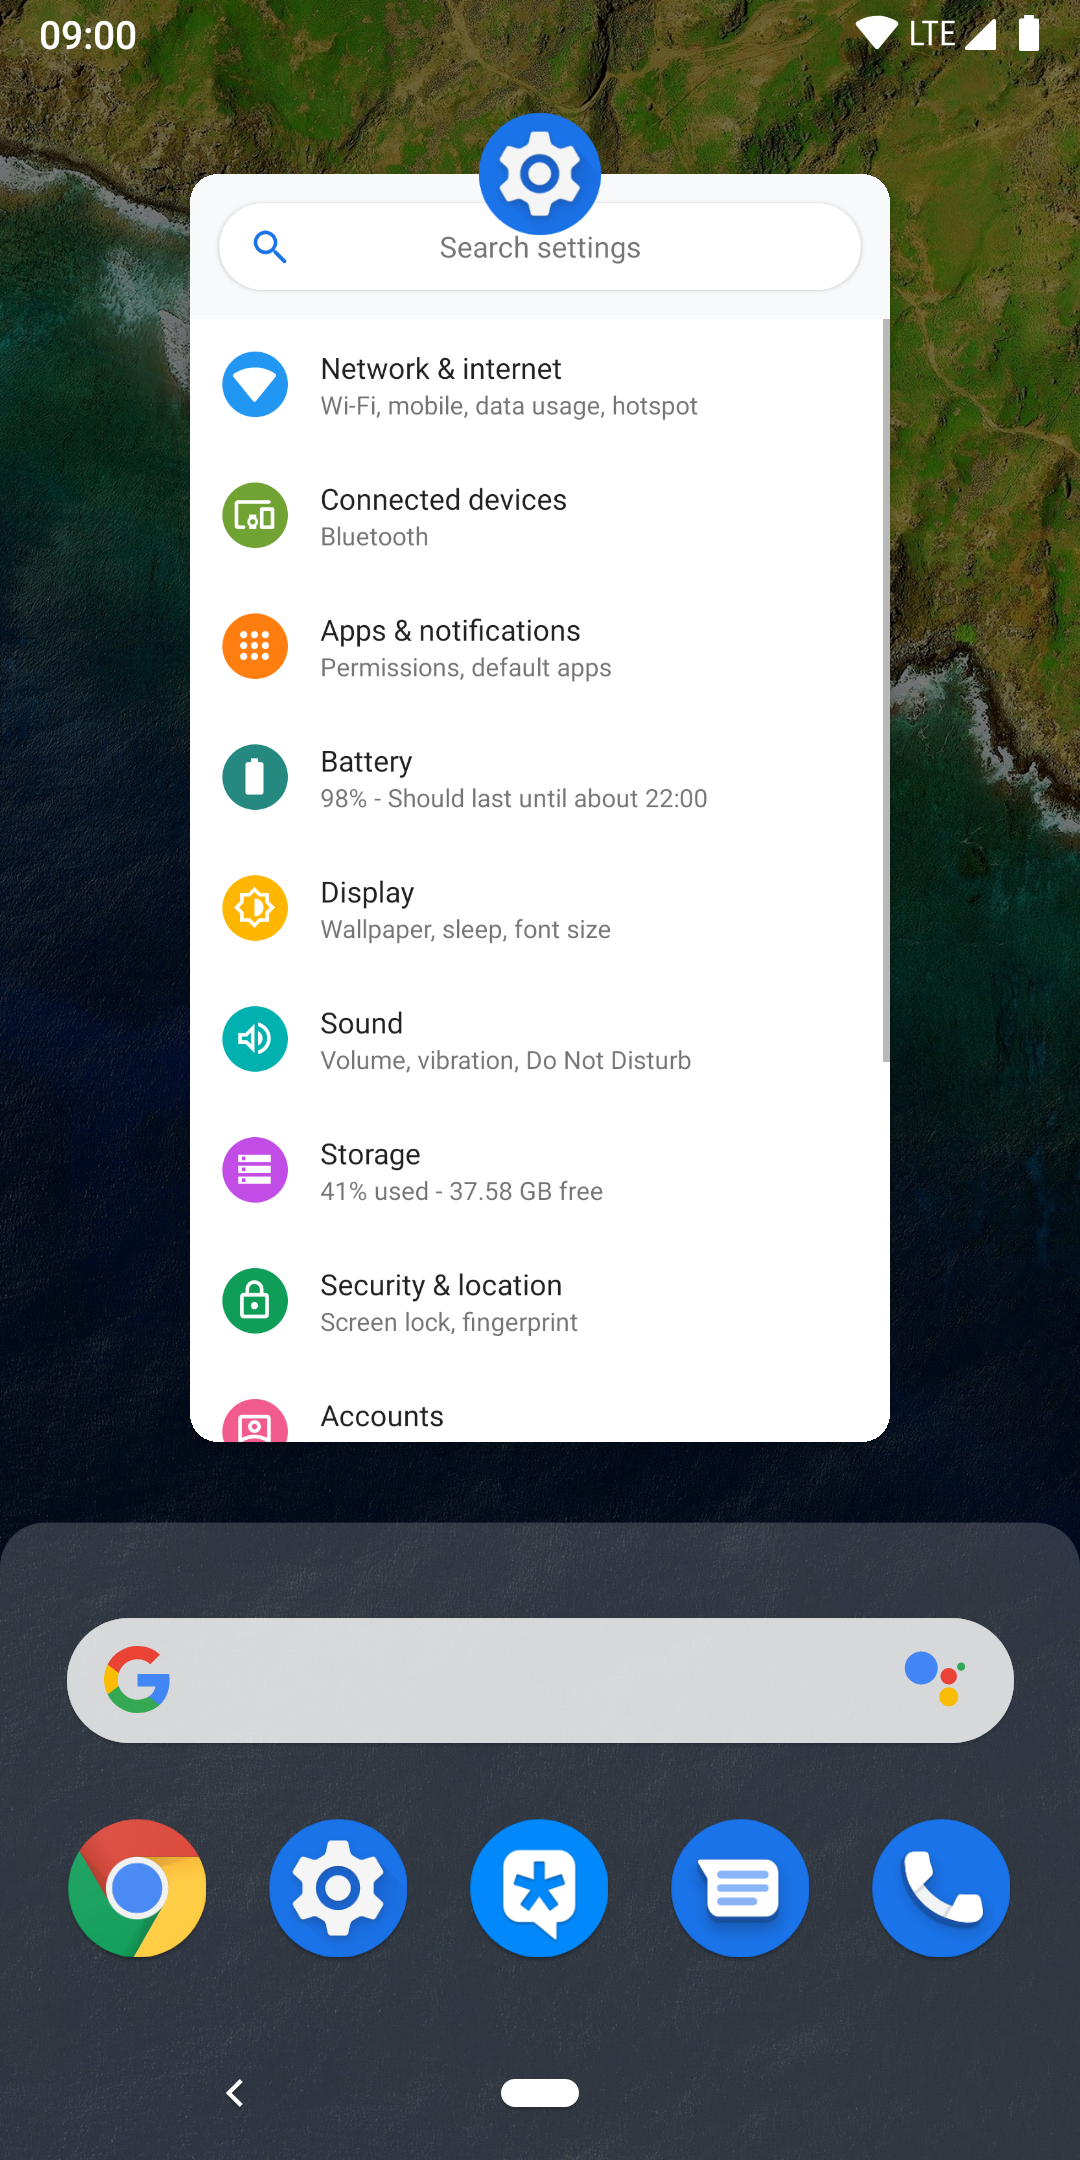 09:00
LTE
Search settings
Network & internet
Wi-Fi, mobile, data usage, hotspot
Connected devices
Bluetooth
Apps & notifications
Permissions, default apps
Battery
98% - Should last until about 22:00
Display
Wallpaper, sleep, font size
Sound
Volume, vibration, Do Not Disturb
Storage
41% used - 37.58 GB free
Security & location
Screen lock, fingerprint
Accounts